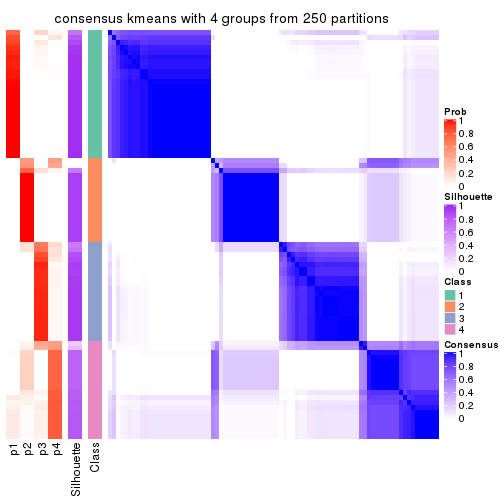 consensus kmeans with 4 groups from 250 partitions
Prob
1
0.8
0.6
0.4
0.2
0
Silhouette
1
0.8
0.6
0.4
0.2
0
Class
1
2
3
4
Consensus
1
0.8
0.6
0.4
0.2
0
p1
p2
p3
p4
Silhouette
Class